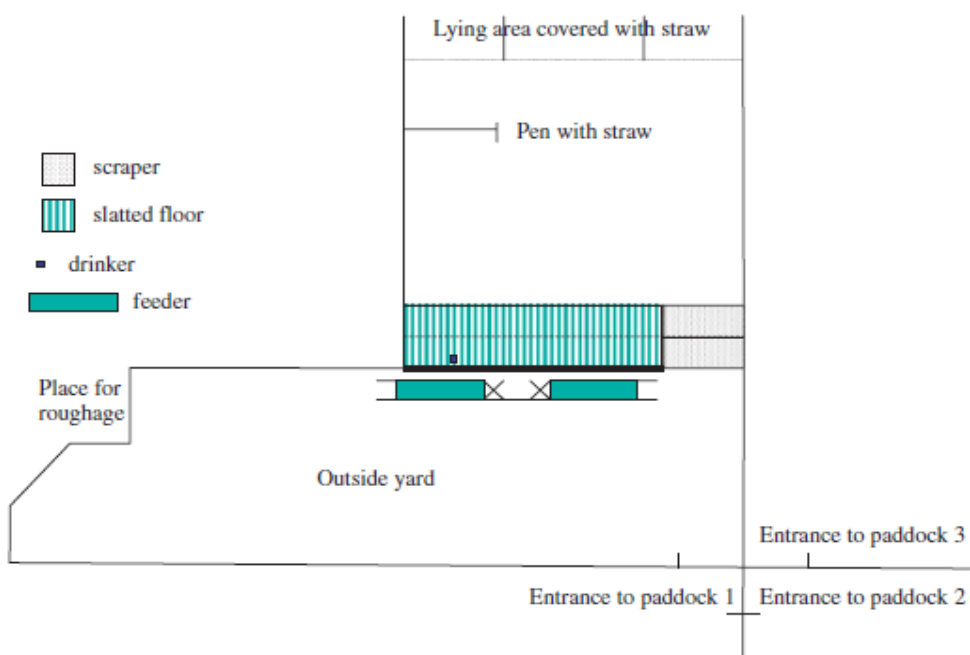 Lying area covered with straw
Pen with straw
scraper
slatted floor
drinker
feeder
Place for
roughage
Outside yard
Entrance to paddock 3
Entrance to paddock 1
Entrance to paddock 2